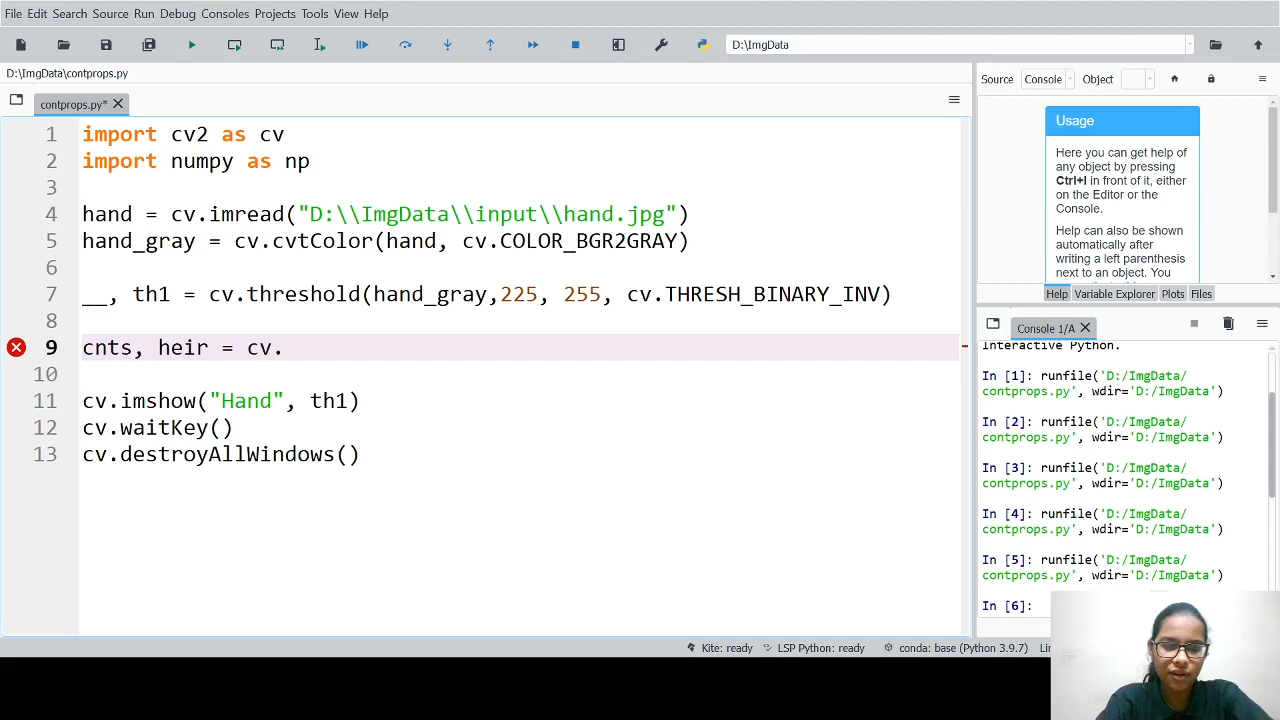 File Edit Search Source Run Debug Consoles Projects Tools View Help
D:\ImgData
D:\ImgData\contprops.py
contprops.py*
1 import cv2 as cv
2 import numpy as np
3
4 hand = cv.imread("D:\\ImgData\\input\\hand.jpg")
5 hand_gray = cv.cvtColor(hand, cv.COLOR_BGR2GRAY)
6
7 __, th1 = cv.threshold(hand_gray,225, 255, cv.THRESH_BINARY_INV)
8
9 cnts, heir = cv.
10
11 cv.imshow("Hand", th1)
12 cv.waitKey()
13 cv.destroyAllWindows()
Source Console Object
Usage
Here you can get help of
any object by pressing
Ctrl+I in front of it, either
on the Editor or the
Console.
Help can also be shown
automatically after
writing a left parenthesis
next to an object. You
Help Variable Explorer Plots Files
Console 1/A
Interactive Python.
In [1]: runfile('D:/ImgData/
contprops.py', wdir='D:/ImgData')
In [2]: runfile('D:/ImgData/
contprops.py', wdir='D:/ImgData')
In [3]: runfile('D:/ImgData/
contprops.py', wdir='D:/ImgData')
In [4]: runfile('D:/ImgData/
contprops.py', wdir='D:/ImgData')
In [5]: runfile('D:/ImgData/
contprops.py', wdir='D:/ImgData')
In [6]:
Kite: ready LSP Python: ready conda: base (Python 3.9.7)